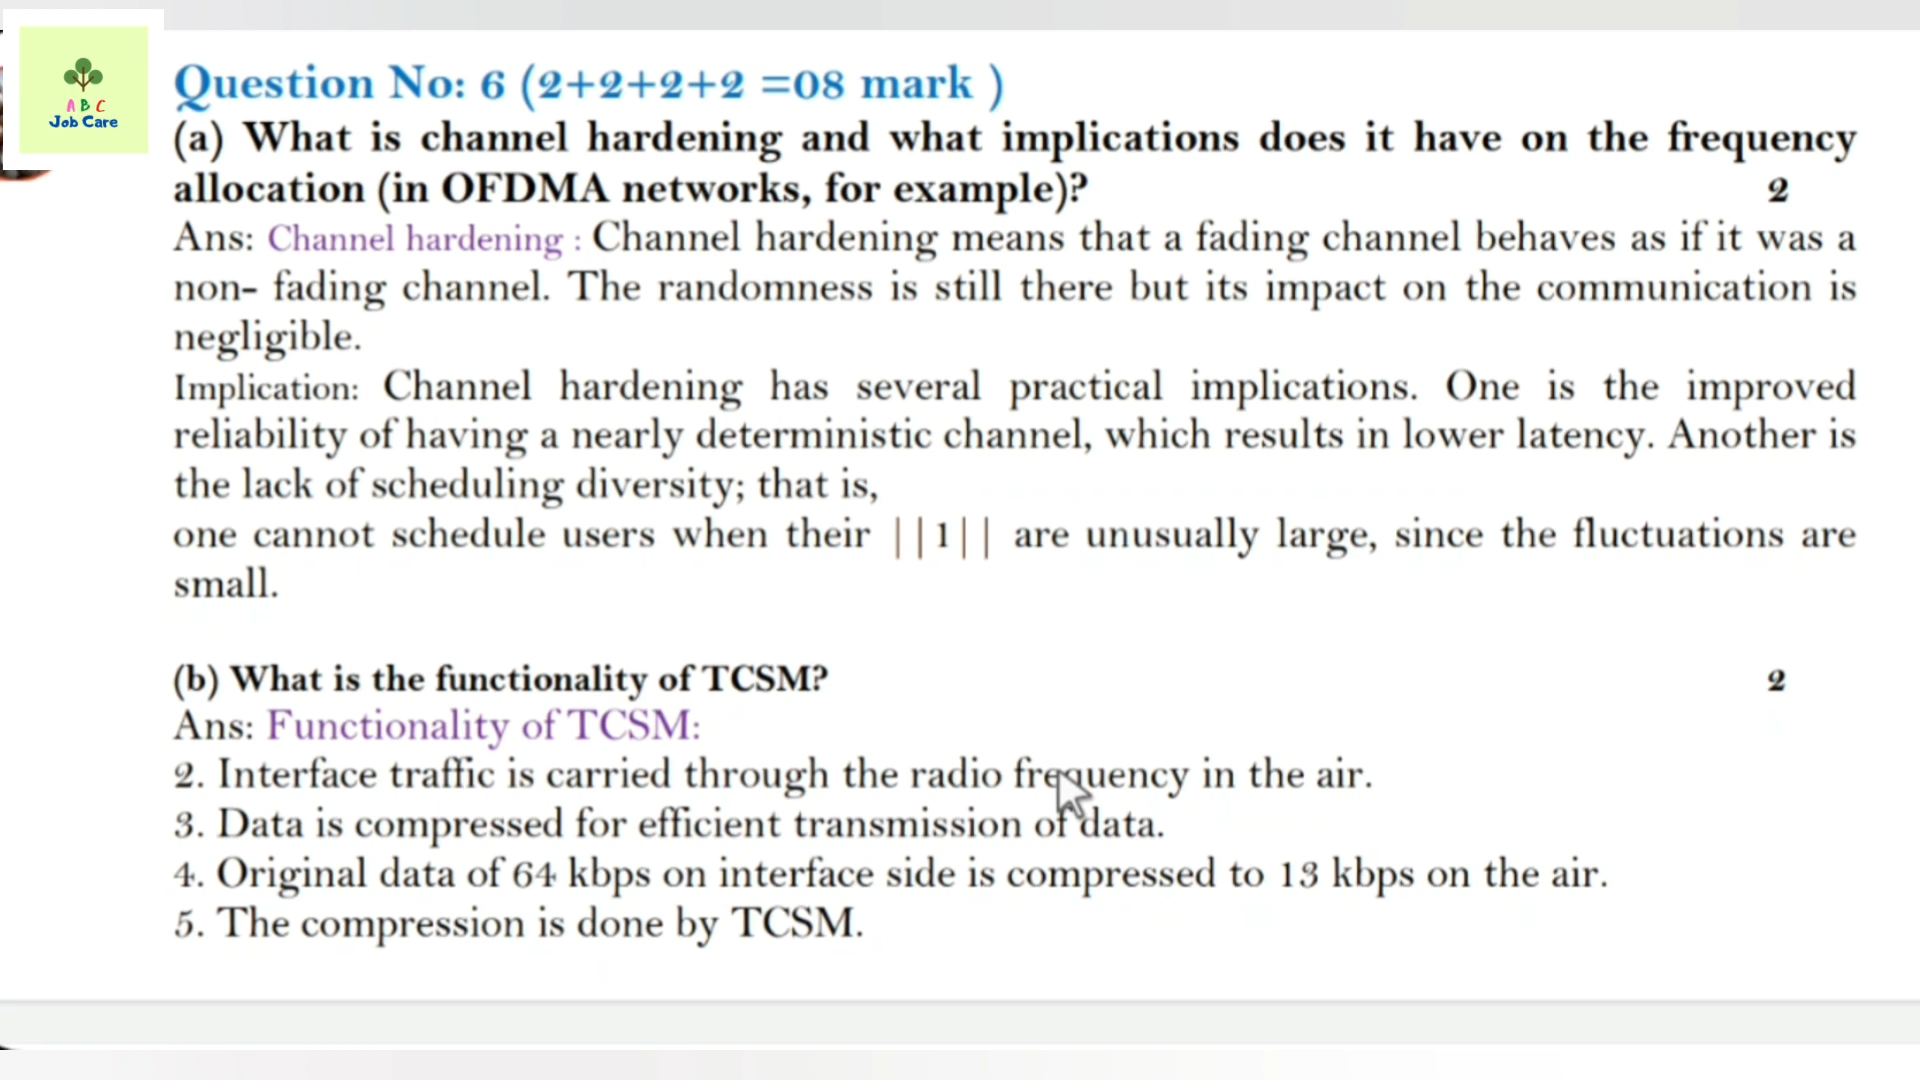 A B C
Job Care
Question No: 6 (2+2+2+2 =08 mark )
(a) What is channel hardening and what implications does it have on the frequency
allocation (in OFDMA networks, for example)? 2
Ans: Channel hardening : Channel hardening means that a fading channel behaves as if it was a
non- fading channel. The randomness is still there but its impact on the communication is
negligible.
Implication: Channel hardening has several practical implications. One is the improved
reliability of having a nearly deterministic channel, which results in lower latency. Another is
the lack of scheduling diversity; that is,
one cannot schedule users when their ||1|| are unusually large, since the fluctuations are
small.
(b) What is the functionality of TCSM? 2
Ans: Functionality of TCSM:
2. Interface traffic is carried through the radio frequency in the air.
3. Data is compressed for efficient transmission of data.
4. Original data of 64 kbps on interface side is compressed to 13 kbps on the air.
5. The compression is done by TCSM.